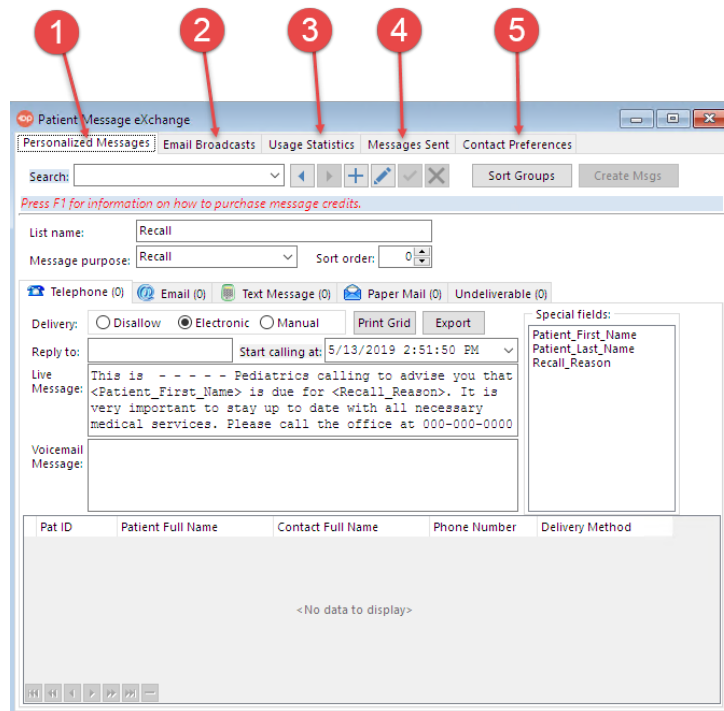 1 2 3 4 5
Patient Message eXchange
Personalized Messages Email Broadcasts Usage Statistics Messages Sent Contact Preferences
Search: Sort Groups Create Msgs
Press F1 for information on how to purchase message credits.
List name: Recall
Message purpose: Recall Sort order: 0
Telephone (0) Email (0) Text Message (0) Paper Mail (0) Undeliverable (0)
Delivery: Disallow Electronic Manual Print Grid Export
Special fields:
Patient_First_Name
Patient_Last_Name
Recall_Reason
Reply to: Start calling at: 5/13/2019 2:51:50 PM
Live
Message:
This is - - - - - Pediatrics calling to advise you that
<Patient_First_Name> is due for <Recall_Reason>. It is
very important to stay up to date with all necessary
medical services. Please call the office at 000-000-0000
Voicemail
Message:
Pat ID Patient Full Name Contact Full Name Phone Number Delivery Method
<No data to display>